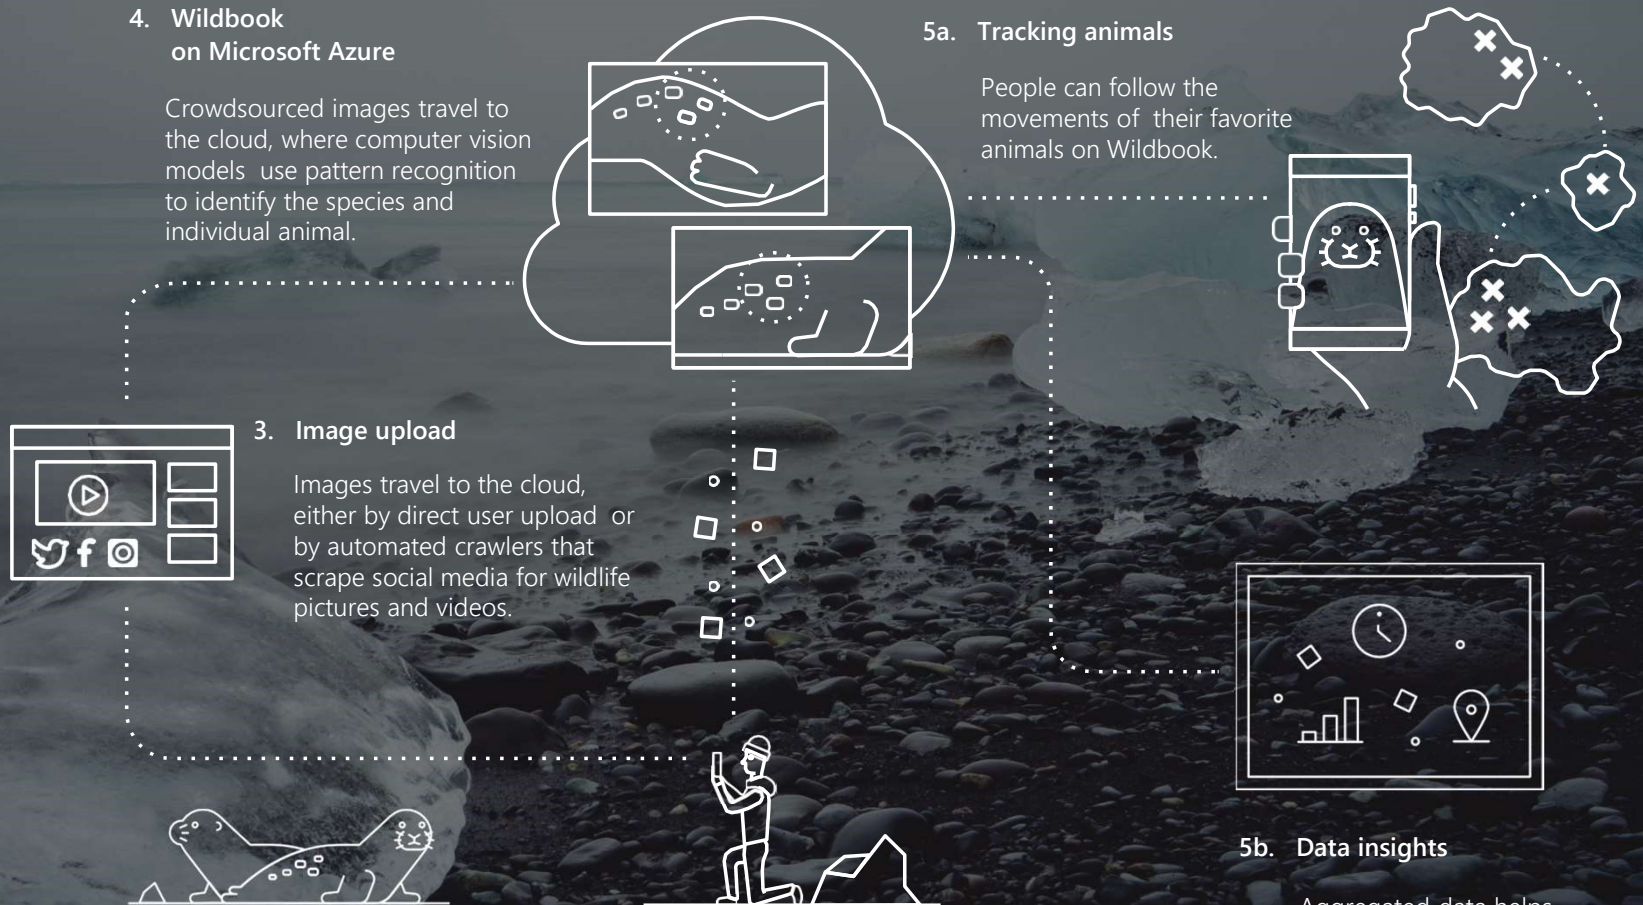 4. Wildbook
on Microsoft Azure
Crowdsourced images travel to
the cloud, where computer vision
models use pattern recognition
to identify the species and
individual animal.
5a. Tracking animals
People can follow the
movements of their favorite
animals on Wildbook.
3. Image upload
Images travel to the cloud,
either by direct user upload or
by automated crawlers that
scrape social media for wildlife
pictures and videos.
5b. Data insights
Aggregated data helps